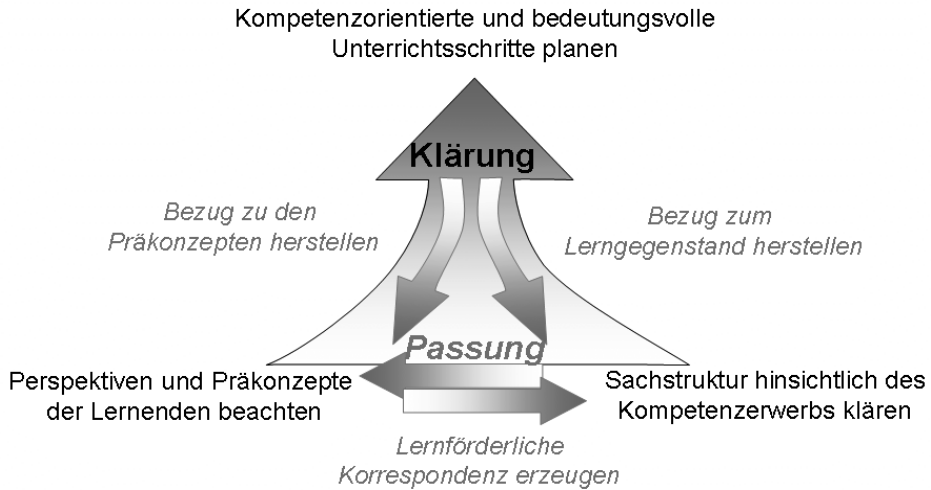 Kompetenzorientierte und bedeutungsvolle
Unterrichtsschritte planen
Klärung
Bezug zu den
Präkonzepten herstellen
Bezug zum
Lerngegenstand herstellen
Passung
Perspektiven und Präkonzepte
der Lernenden beachten
Sachstruktur hinsichtlich des
Kompetenzerwerbs klären
Lernförderliche
Korrespondenz erzeugen